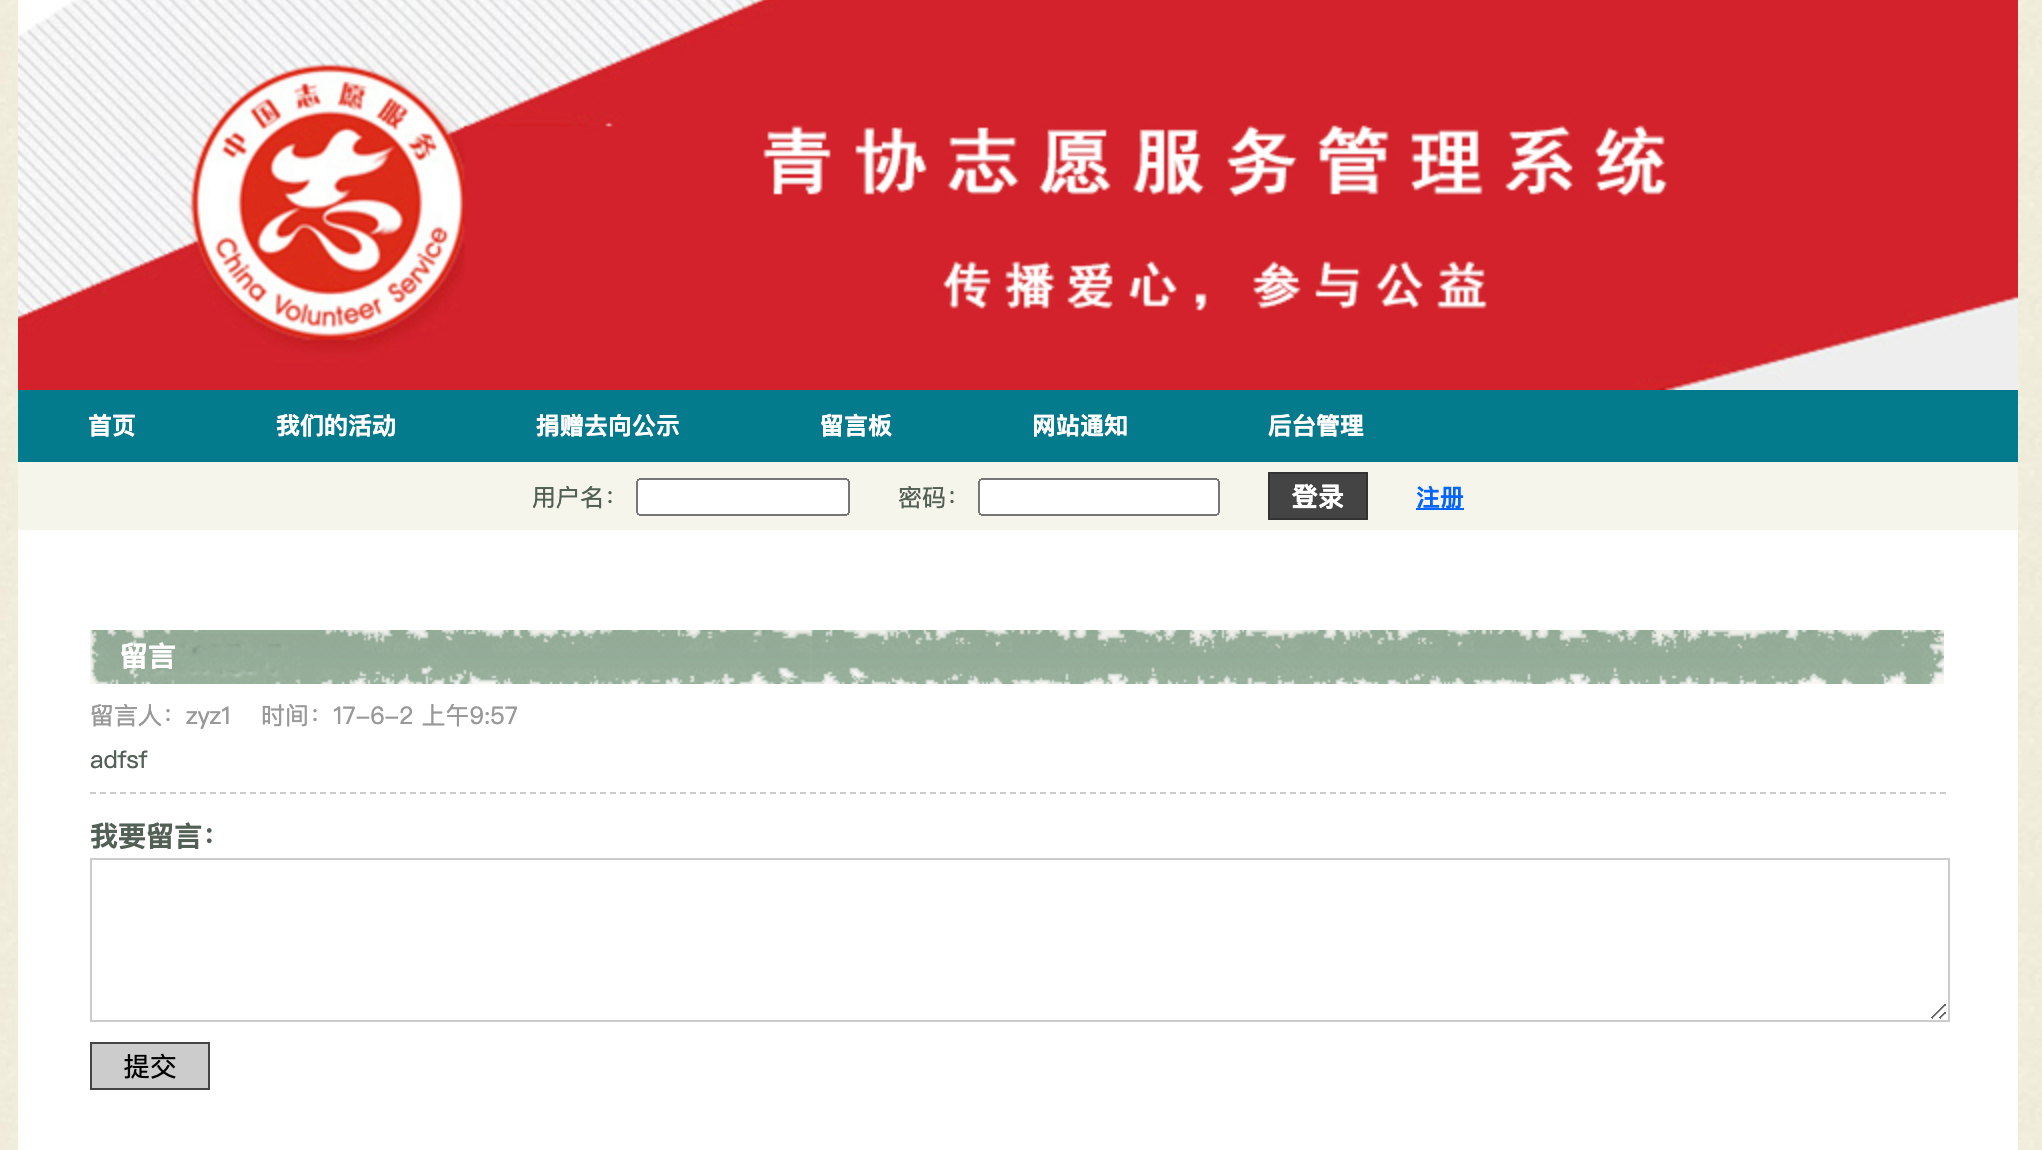 中国志愿服务
China Volunteer Service
青协志愿服务管理系统
传播爱心，参与公益
首页 我们的活动 捐赠去向公示 留言板 网站通知 后台管理
用户名： 密码： 登录 注册
留言
留言人：zyz1 时间：17-6-2 上午9:57
adfsf
我要留言：
提交